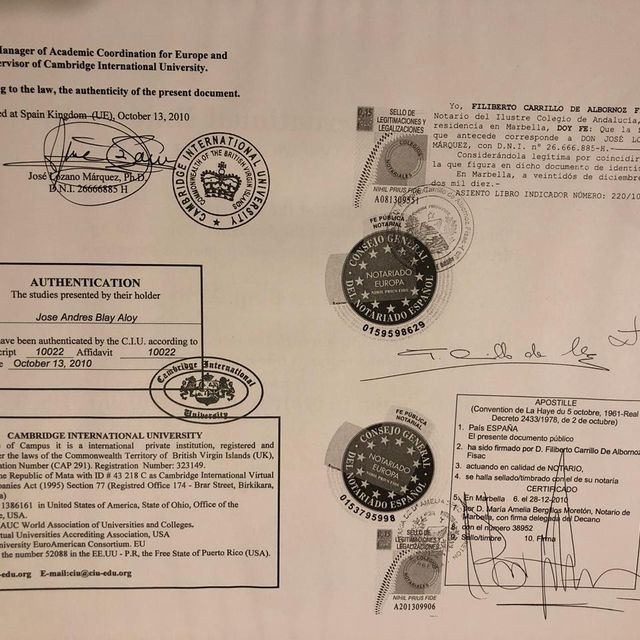 Manager of Academic Coordination for Europe and
ervisor of Cambridge International University.
ng to the law, the authenticity of the present document.
ed at Spain Kingdom (UE), October 13, 2010
José Lozano Márquez, Ph.D
D.N.I. 26666885 H
CAMBRIDGE INTERNATIONAL UNIVERSITY
COMMONWEALTH OF THE BRITISH VIRGIN ISLANDS
AUTHENTICATION
The studies presented by their holder
Jose Andres Blay Aloy
ave been authenticated by the C.I.U. according to
cript 10022 Affidavit 10022
e October 13, 2010
Cambridge International
University
CAMBRIDGE INTERNATIONAL UNIVERSITY
of Campus it is a international private institution, registered and
er the laws of the Commonwealth Territory of British Virgin Islands (UK),
ation Number (CAP 291). Registration Number: 323149.
he Republic of Mata with ID # 43 218 C as Cambridge International Virtual
panies Act (1995) Section 77 (Registered Office 174 - Brar Street, Birkikara,
a)
1386161 in United States of America, State of Ohio, Office of the
e, USA.
AUC World Association of Universities and Colleges.
rtual Universities Accrediting Association, USA
University EuroAmerican Consortium. EU
the number 52088 in the EE.UU - P.R, the Free State of Puerto Rico (USA).
-edu.org E-mail:ciu@ciu-edu.org
0,15
SELLO DE
LEGITIMACIONES Y
LEGALIZACIONES
COLEGIOS
NOTARIALES
NIHIL PRIUS FIDE
A081309551
Yo, FILIBERTO CARRILLO DE ALBORNOZ F
Notario del Ilustre Colegio de Andalucía,
residencia en Marbella, DOY FE: Que la
que antecede corresponde a DON JOSÉ LO
MÁRQUEZ, con D.N.I. nº 26.666.885-H.
Considerándola legítima por coincidir
la que figura en dicho documento de identi
En Marbella, a veintidós de diciembre
dos mil diez.-
ASIENTO LIBRO INDICADOR NÚMERO: 220/10
FE PÚBLICA
NOTARIAL
CONSEJO GENERAL
NOTARIADO
EUROPA
NIHIL PRIUS FIDE
DEL NOTARIADO ESPAÑOL
0159598629
FE PÚBLICA
NOTARIAL
CONSEJO GENERAL
NOTARIADO
EUROPA
DEL NOTARIADO ESPAÑOL
0153795998
0,15
SELLO DE
LEGITIMACIONES Y
LEGALIZACIONES
NIHIL PRIUS FIDE
A201309906
APOSTILLE
(Convention de La Haye du 5 octobre, 1961-Real
Decreto 2433/1978, de 2 de octubre)
1. País ESPAÑA
El presente documento público
2. ha sido firmado por D. Filiberto Carrillo De Albornoz
Fisac
3. actuando en calidad de NOTARIO,
4. se halla sellado/timbrado con el de su notaría
CERTIFICADO
5. En Marbella 6. el 28-12-2010
por D. María Amelia Bergillos Moretón, Notario de
Marbella, con firma delegada del Decano
con el numero 38952
9. Sello/timbre 10. Firma